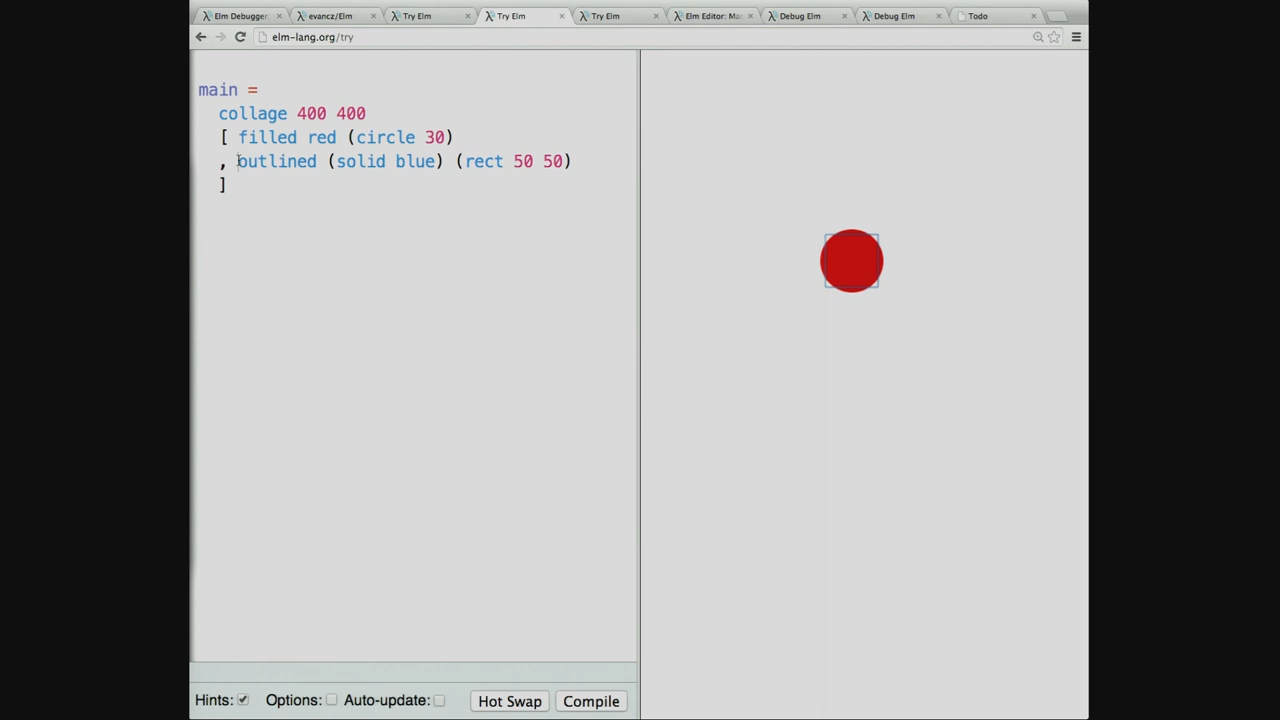 Elm Debugger
evancz/Elm
Try Elm
Try Elm
Try Elm
Elm Editor: Ma
Debug Elm
Debug Elm
Todo
elm-lang.org/try
main =
collage 400 400
[ filled red (circle 30)
, outlined (solid blue) (rect 50 50)
]
Hints: Options: Auto-update: Hot Swap Compile